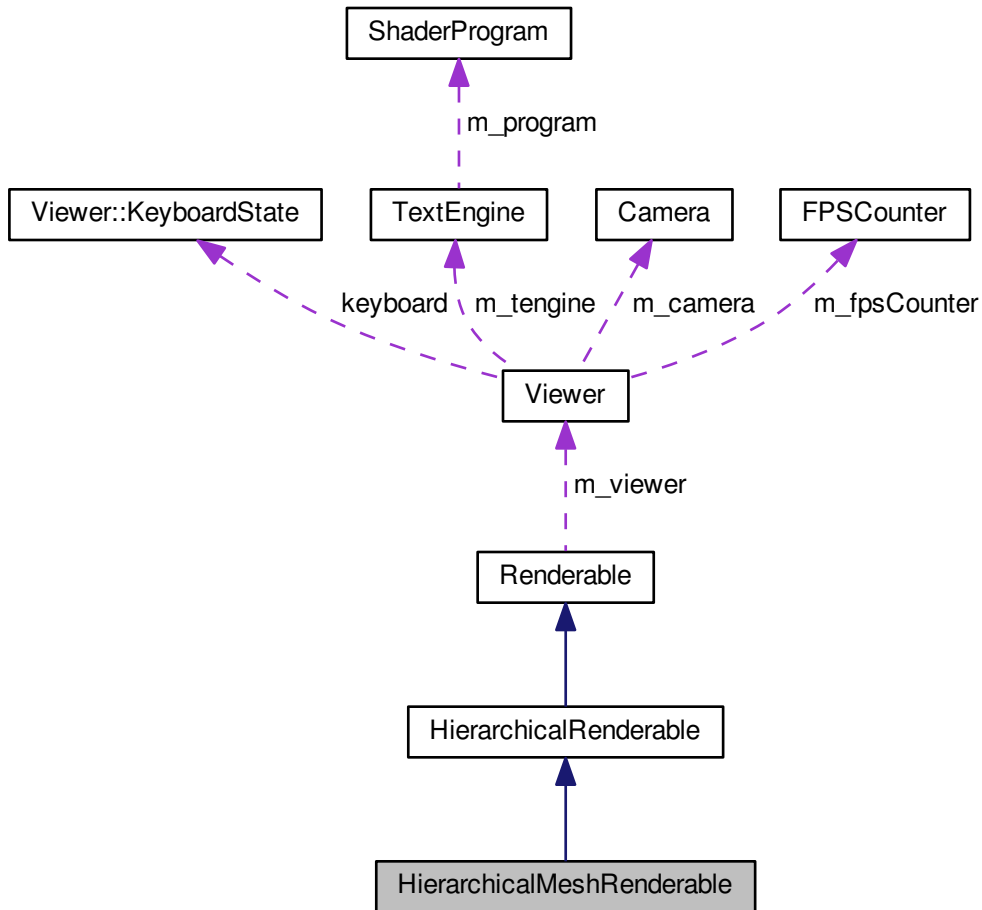 ShaderProgram
m_program
Viewer::KeyboardState
TextEngine
Camera
FPSCounter
keyboard
m_tengine
m_camera
m_fpsCounter
Viewer
m_viewer
Renderable
HierarchicalRenderable
HierarchicalMeshRenderable